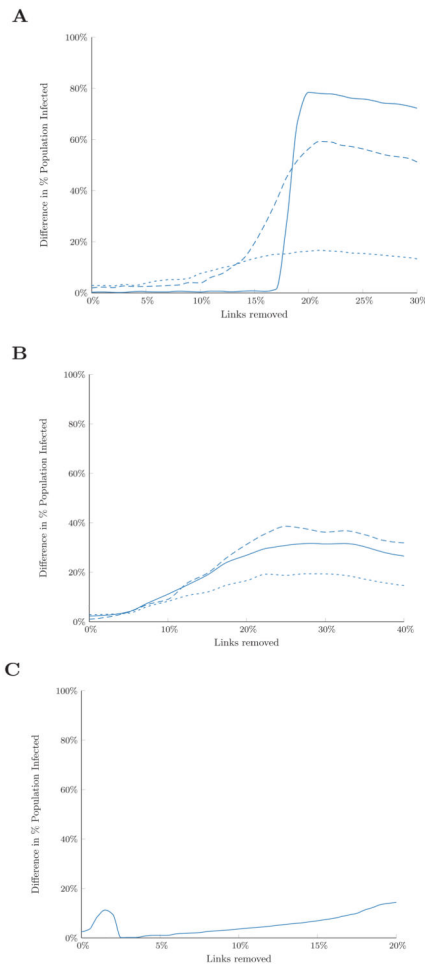 A
100%
80%
60%
40%
20%
0%
Difference in % Population Infected
0% 5% 10% 15% 20% 25% 30%
Links removed
B
100%
80%
60%
40%
20%
0%
Difference in % Population Infected
0% 10% 20% 30% 40%
Links removed
C
100%
80%
60%
40%
20%
0%
Difference in % Population Infected
0% 5% 10% 15% 20%
Links removed